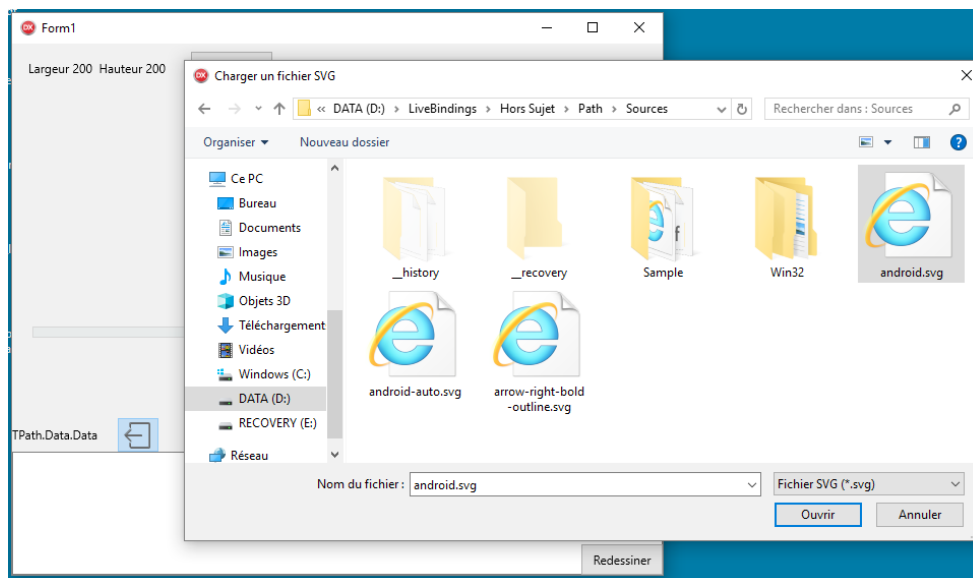 Form1
Largeur 200 Hauteur 200
Charger un fichier SVG
« DATA (D:) > LiveBindings > Hors Sujet > Path > Sources
Rechercher dans : Sources
Organiser
Nouveau dossier
Ce PC
Bureau
Documents
Images
Musique
Objets 3D
Téléchargement
Vidéos
Windows (C:)
DATA (D:)
RECOVERY (E:)
Réseau
__history
__recovery
Sample
Win32
android.svg
android-auto.svg
arrow-right-bold
-outline.svg
TPath.Data.Data
Nom du fichier :
android.svg
Fichier SVG (*.svg)
Ouvrir
Annuler
Redessiner